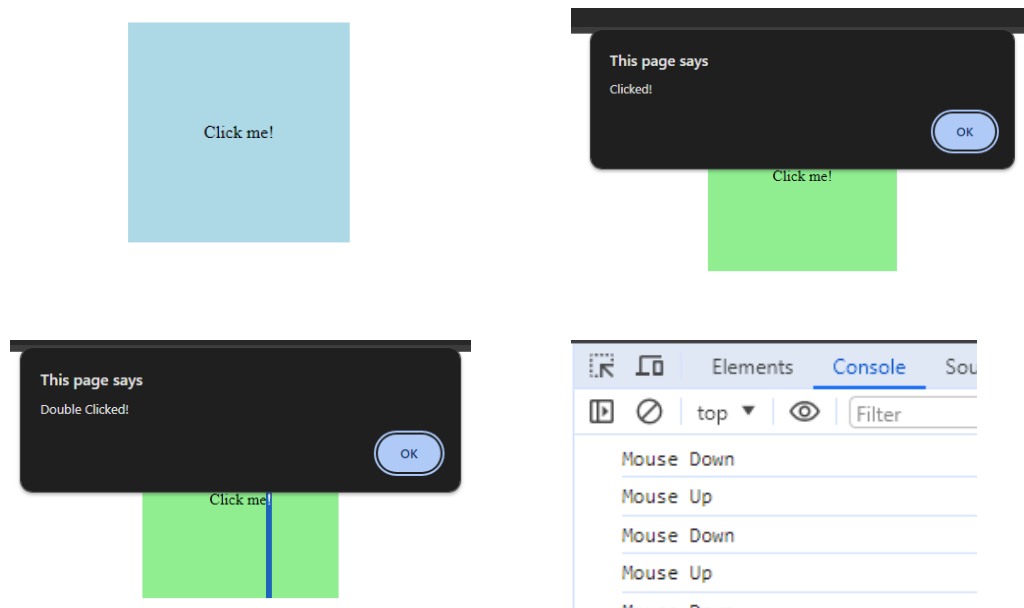 Click me!
This page says
Clicked!
OK
Click me!
This page says
Double Clicked!
OK
Click me!
Elements Console
top Filter
Mouse Down
Mouse Up
Mouse Down
Mouse Up